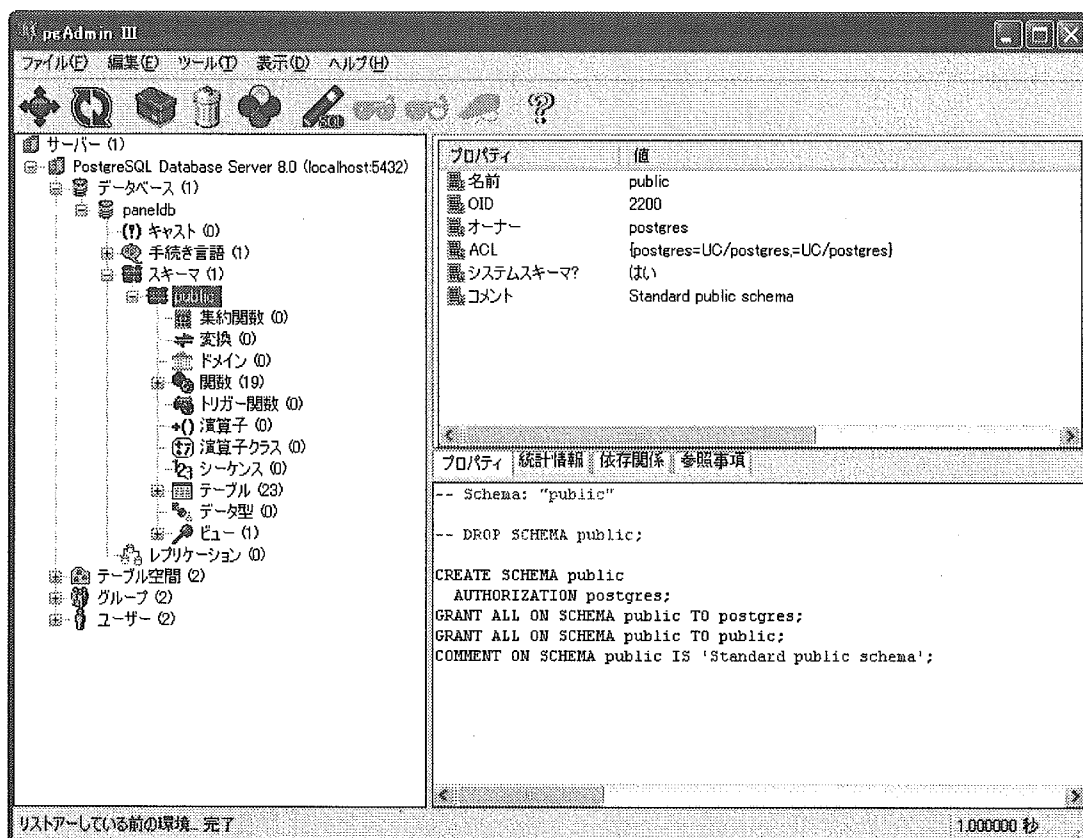 pgAdmin III
ファイル(F) 編集(E) ツール(T) 表示(D) ヘルプ(H)
SQL
サーバー (1)
PostgreSQL Database Server 8.0 (localhost:5432)
データベース (1)
paneldb
キャスト (0)
手続き言語 (1)
スキーマ (1)
public
集約関数 (0)
変換 (0)
ドメイン (0)
関数 (19)
トリガー関数 (0)
演算子 (0)
演算子クラス (0)
シーケンス (0)
テーブル (23)
データ型 (0)
ビュー (1)
レプリケーション (0)
テーブル空間 (2)
グループ (2)
ユーザー (2)
プロパティ 値
名前 public
OID 2200
オーナー postgres
ACL {postgres=UC/postgres,=UC/postgres}
システムスキーマ? はい
コメント Standard public schema
プロパティ 統計情報 依存関係 参照事項
-- Schema: "public"
-- DROP SCHEMA public;
CREATE SCHEMA public
AUTHORIZATION postgres;
GRANT ALL ON SCHEMA public TO postgres;
GRANT ALL ON SCHEMA public TO public;
COMMENT ON SCHEMA public IS 'Standard public schema';
リストアーしている前の環境... 完了 1.000000 秒